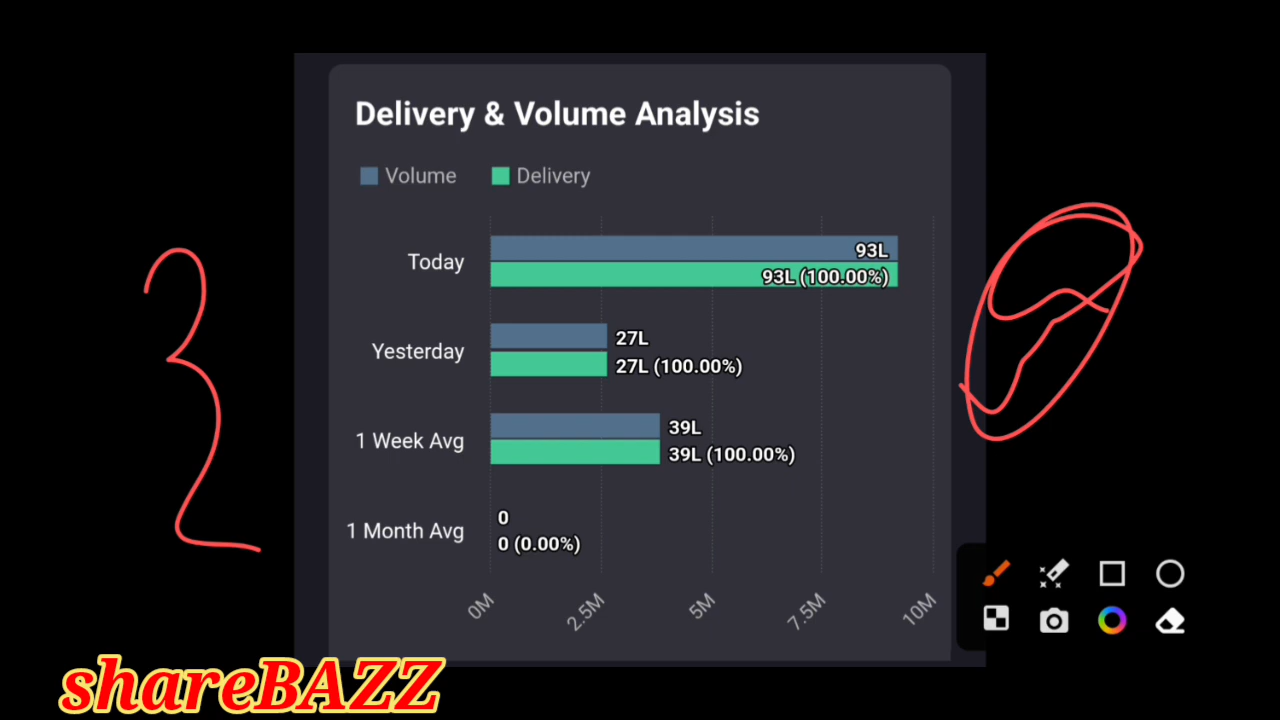 Delivery & Volume Analysis
Volume Delivery
Today 93L
93L (100.00%)
Yesterday 27L
27L (100.00%)
1 Week Avg 39L
39L (100.00%)
1 Month Avg 0
0 (0.00%)
0M 2.5M 5M 7.5M 10M
shareBAZZ